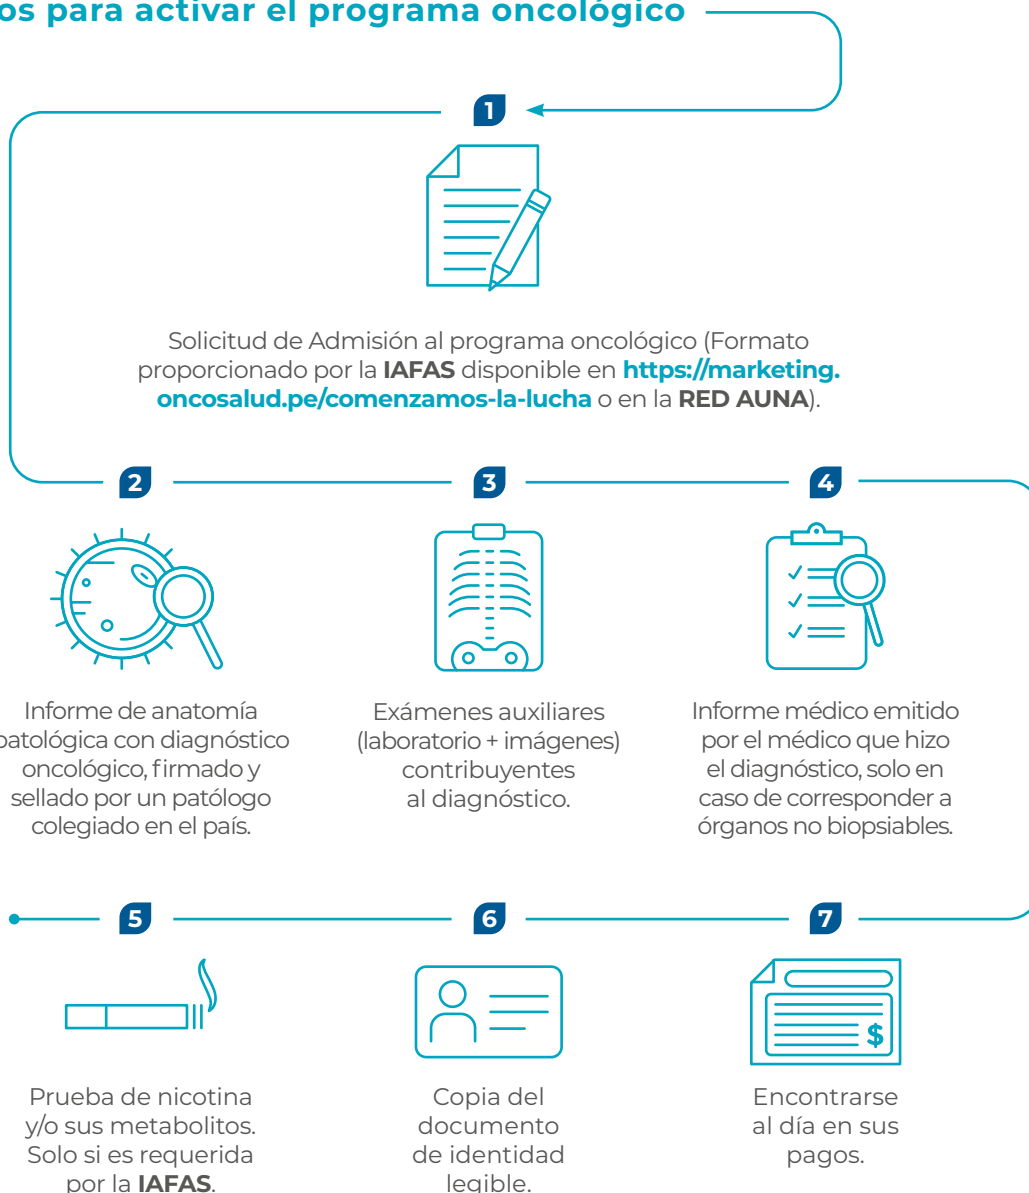 para activar el programa oncológico
1
Solicitud de Admisión al programa oncológico (Formato
proporcionado por la IAFAS disponible en https://marketing.
oncosalud.pe/comenzamos-la-lucha o en la RED AUNA).
2
3
4
Informe de anatomía
patológica con diagnóstico
oncológico, firmado y
sellado por un patólogo
colegiado en el país.
Exámenes auxiliares
(laboratorio + imágenes)
contribuyentes
al diagnóstico.
Informe médico emitido
por el médico que hizo
el diagnóstico, solo en
caso de corresponder a
órganos no biopsiables.
5
6
7
$
Prueba de nicotina
y/o sus metabolitos.
Solo si es requerida
por la IAFAS.
Copia del
documento
de identidad
legible.
Encontrarse
al día en sus
pagos.